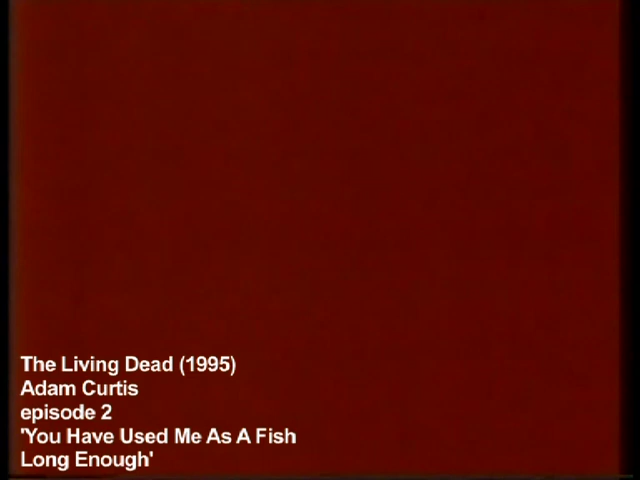 The Living Dead (1995)
Adam Curtis
episode 2
'You Have Used Me As A Fish
Long Enough'